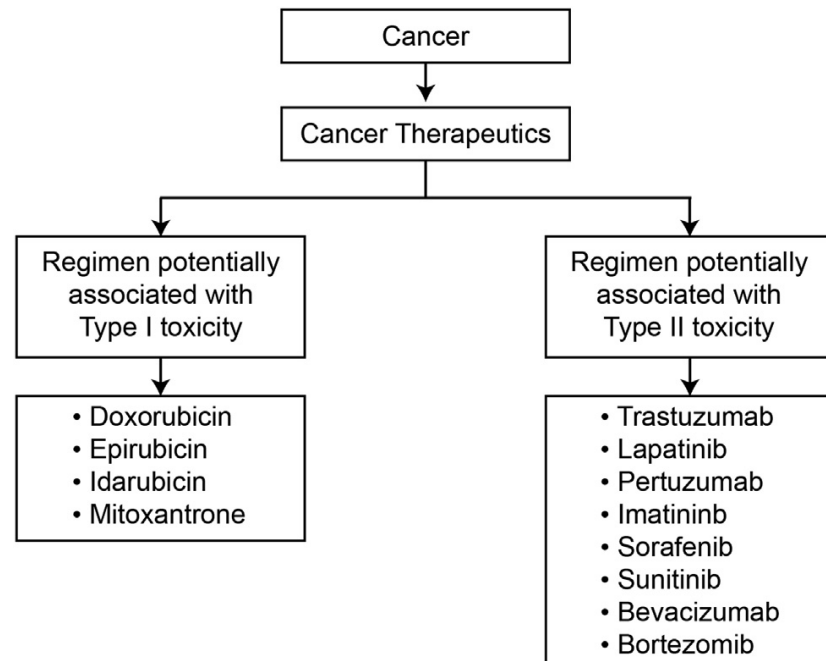 Cancer
Cancer Therapeutics
Regimen potentially
associated with
Type I toxicity
• Doxorubicin
• Epirubicin
• Idarubicin
• Mitoxantrone
Regimen potentially
associated with
Type II toxicity
• Trastuzumab
• Lapatinib
• Pertuzumab
• Imatininb
• Sorafenib
• Sunitinib
• Bevacizumab
• Bortezomib